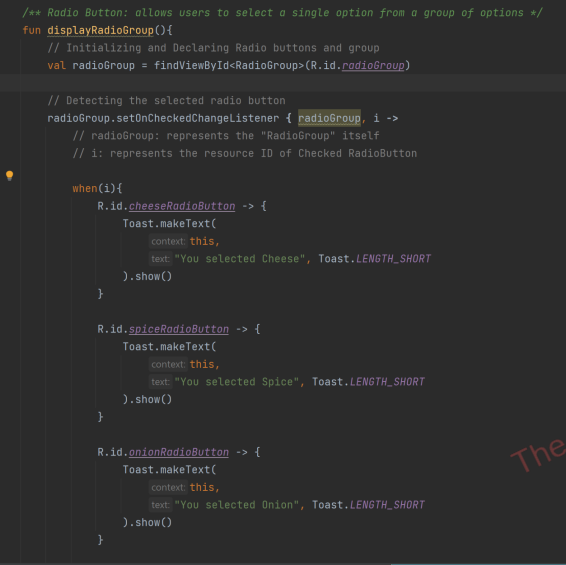 /** Radio Button: allows users to select a single option from a group of options */
fun displayRadioGroup(){
// Initializing and Declaring Radio buttons and group
val radioGroup = findViewById<RadioGroup>(R.id.radioGroup)
// Detecting the selected radio button
radioGroup.setOnCheckedChangeListener { radioGroup, i ->
// radioGroup: represents the "RadioGroup" itself
// i: represents the resource ID of Checked RadioButton
when(i){
R.id.cheeseRadioButton -> {
Toast.makeText(
context: this,
text: "You selected Cheese", Toast.LENGTH_SHORT
).show()
}
R.id.spiceRadioButton -> {
Toast.makeText(
context: this,
text: "You selected Spice", Toast.LENGTH_SHORT
).show()
}
R.id.onionRadioButton -> {
Toast.makeText(
context: this,
text: "You selected Onion", Toast.LENGTH_SHORT
).show()
}
The